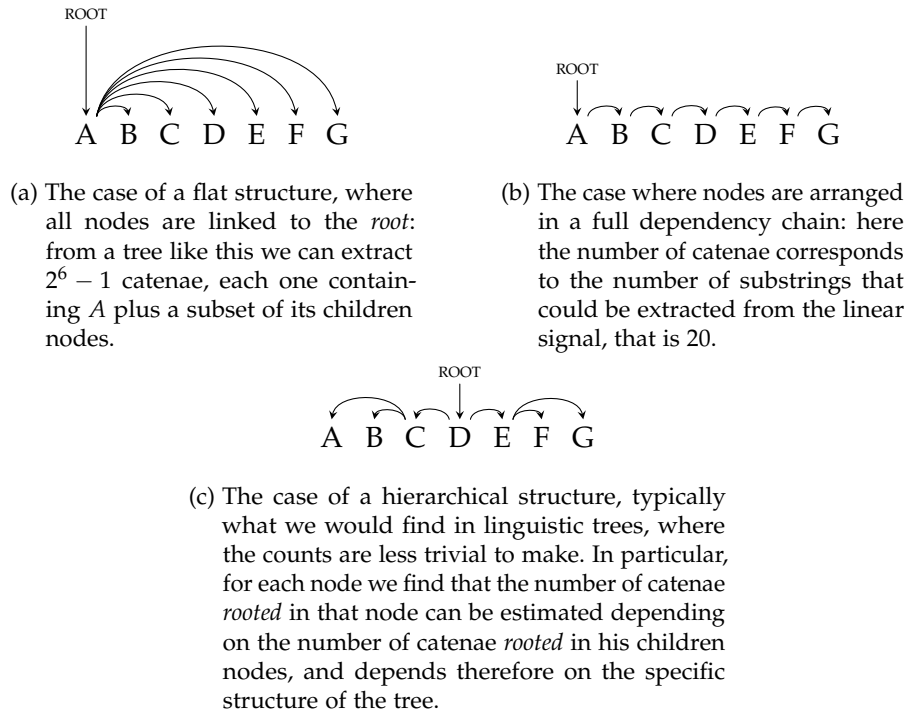 ROOT
A B C D E F G
(a) The case of a flat structure, where
all nodes are linked to the root:
from a tree like this we can extract
2⁶ − 1 catenae, each one contain-
ing A plus a subset of its children
nodes.
ROOT
A B C D E F G
(b) The case where nodes are arranged
in a full dependency chain: here
the number of catenae corresponds
to the number of substrings that
could be extracted from the linear
signal, that is 20.
ROOT
A B C D E F G
(c) The case of a hierarchical structure, typically
what we would find in linguistic trees, where
the counts are less trivial to make. In particular,
for each node we find that the number of catenae
rooted in that node can be estimated depending
on the number of catenae rooted in his children
nodes, and depends therefore on the specific
structure of the tree.